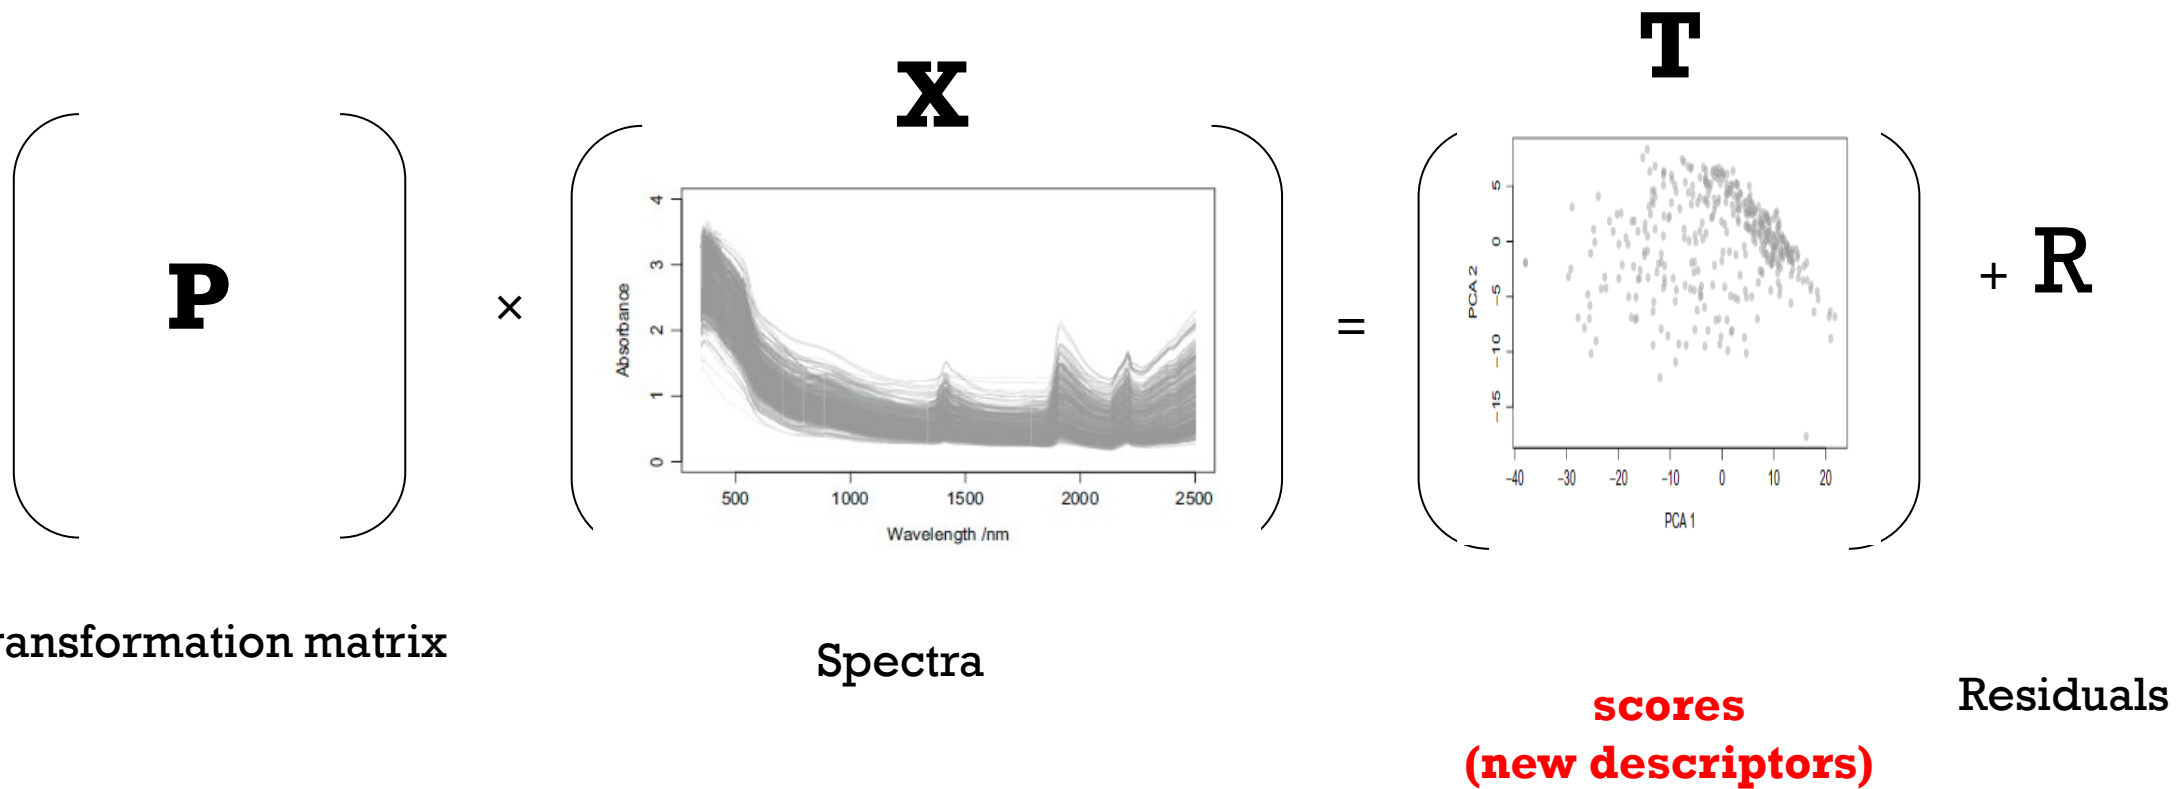 P
×
X
Absorbance
4
3
2
1
0
500 1000 1500 2000 2500
Wavelength /nm
=
T
PCA 2
5
0
−5
−10
−15
−40 −30 −20 −10 0 10 20
PCA 1
+ R
ransformation matrix
Spectra
scores
(new descriptors)
Residuals